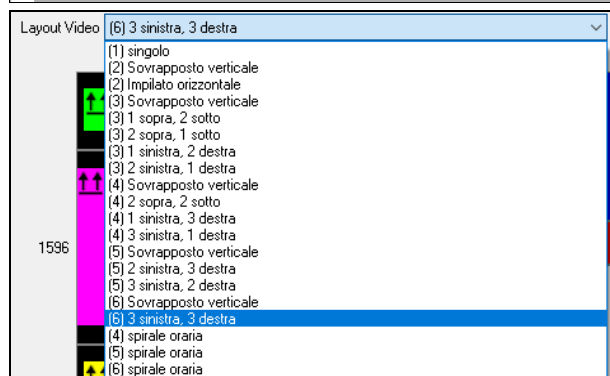 Layout Video (6) 3 sinistra, 3 destra
(1) singolo
(2) Sovrapposto verticale
(2) Impilato orizzontale
(3) Sovrapposto verticale
(3) 1 sopra, 2 sotto
(3) 2 sopra, 1 sotto
(3) 1 sinistra, 2 destra
(3) 2 sinistra, 1 destra
(4) Sovrapposto verticale
(4) 2 sopra, 2 sotto
(4) 1 sinistra, 3 destra
(4) 3 sinistra, 1 destra
1596
(5) Sovrapposto verticale
(5) 2 sinistra, 3 destra
(5) 3 sinistra, 2 destra
(6) Sovrapposto verticale
(6) 3 sinistra, 3 destra
(4) spirale oraria
(5) spirale oraria
(6) spirale oraria